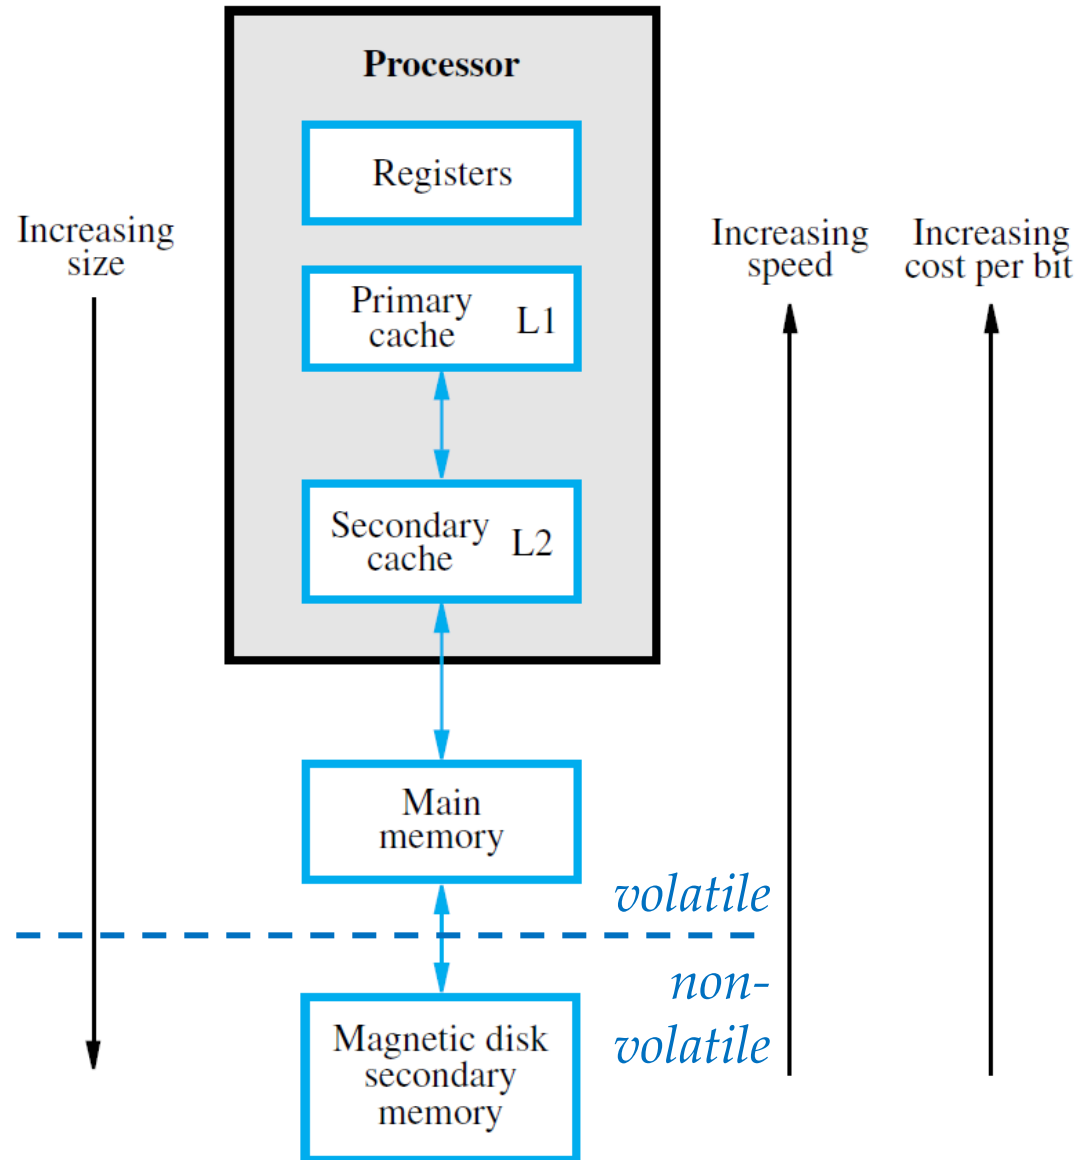 Processor
Registers
Increasing
size
Increasing
speed
Increasing
cost per bit
Primary
cache
L1
Secondary
cache
L2
Main
memory
volatile
non-
volatile
Magnetic disk
secondary
memory